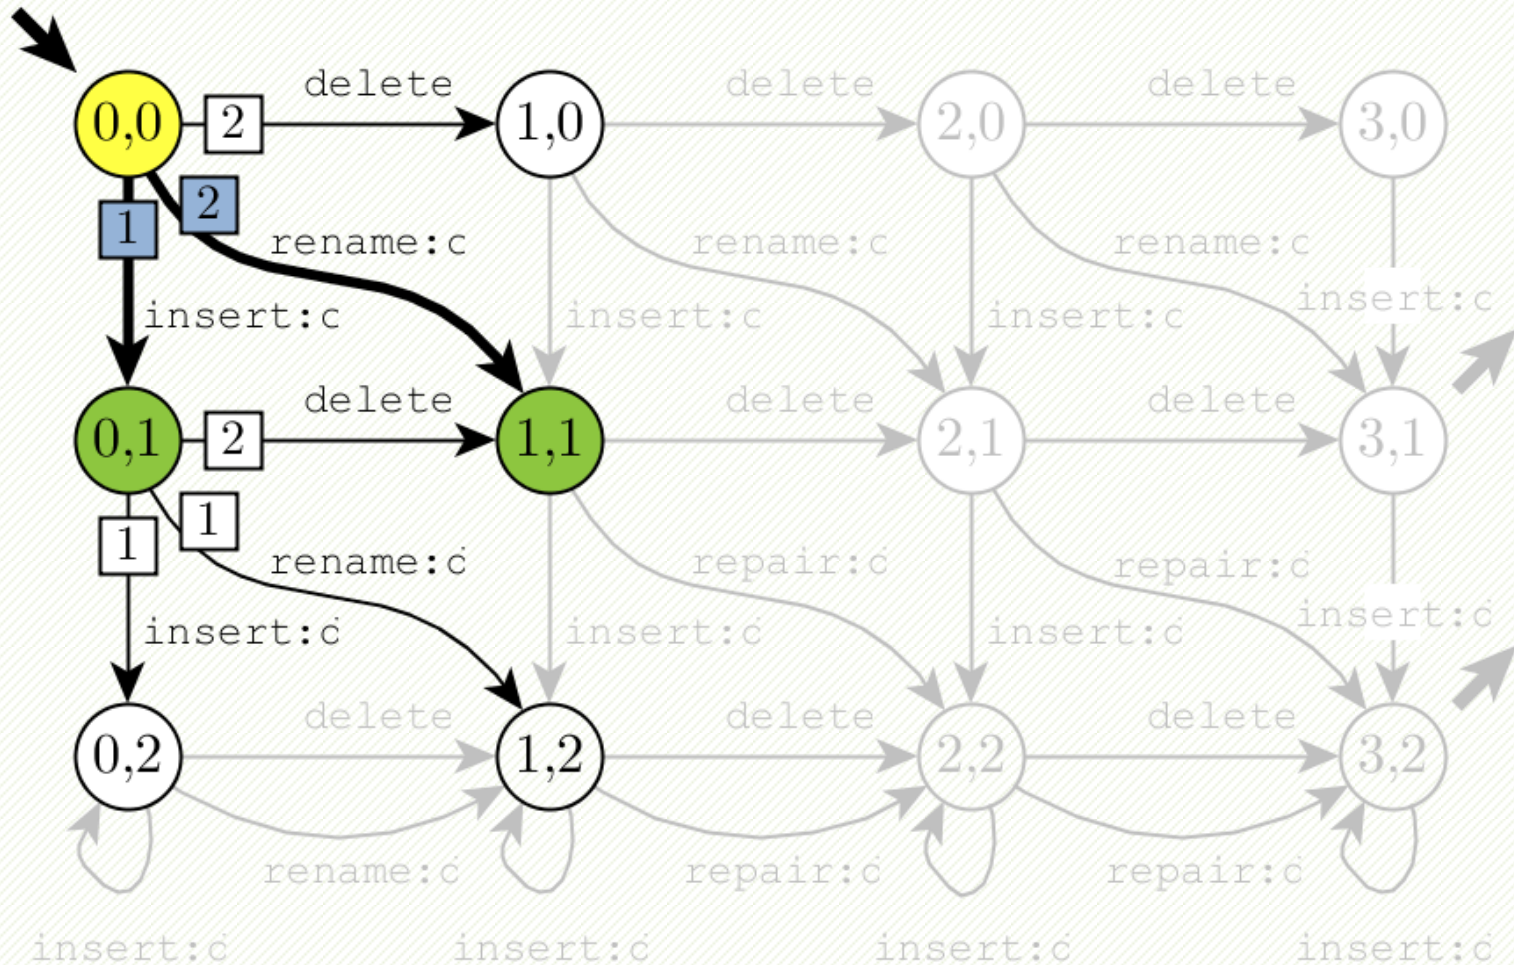 delete delete delete
0,0 2 1,0 2,0 3,0
1 2
rename:c rename:c rename:c
insert:c insert:c insert:c insert:c
delete delete delete
0,1 2 1,1 2,1 3,1
1 1
rename:d repair:d repair:d
insert:d insert:d insert:d insert:d
delete delete delete
0,2 1,2 2,2 3,2
rename:d repair:d repair:d
insert:d insert:d insert:d insert:d